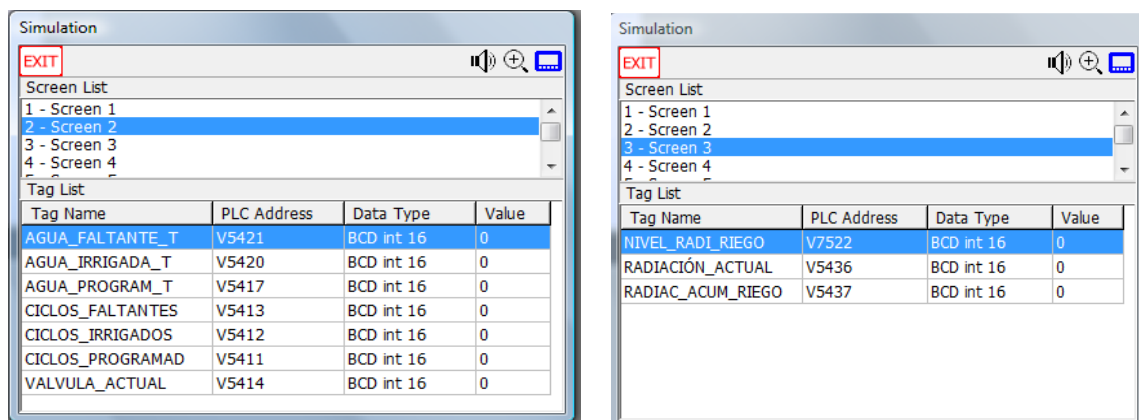 Simulation
EXIT
Screen List
1 - Screen 1
2 - Screen 2
3 - Screen 3
4 - Screen 4
Tag List
Tag Name PLC Address Data Type Value
AGUA_FALTANTE_T V5421 BCD int 16 0
AGUA_IRRIGADA_T V5420 BCD int 16 0
AGUA_PROGRAM_T V5417 BCD int 16 0
CICLOS_FALTANTES V5413 BCD int 16 0
CICLOS_IRRIGADOS V5412 BCD int 16 0
CICLOS_PROGRAMAD V5411 BCD int 16 0
VALVULA_ACTUAL V5414 BCD int 16 0
Simulation
EXIT
Screen List
1 - Screen 1
2 - Screen 2
3 - Screen 3
4 - Screen 4
Tag List
Tag Name PLC Address Data Type Value
NIVEL_RADI_RIEGO V7522 BCD int 16 0
RADIACIÓN_ACTUAL V5436 BCD int 16 0
RADIAC_ACUM_RIEGO V5437 BCD int 16 0